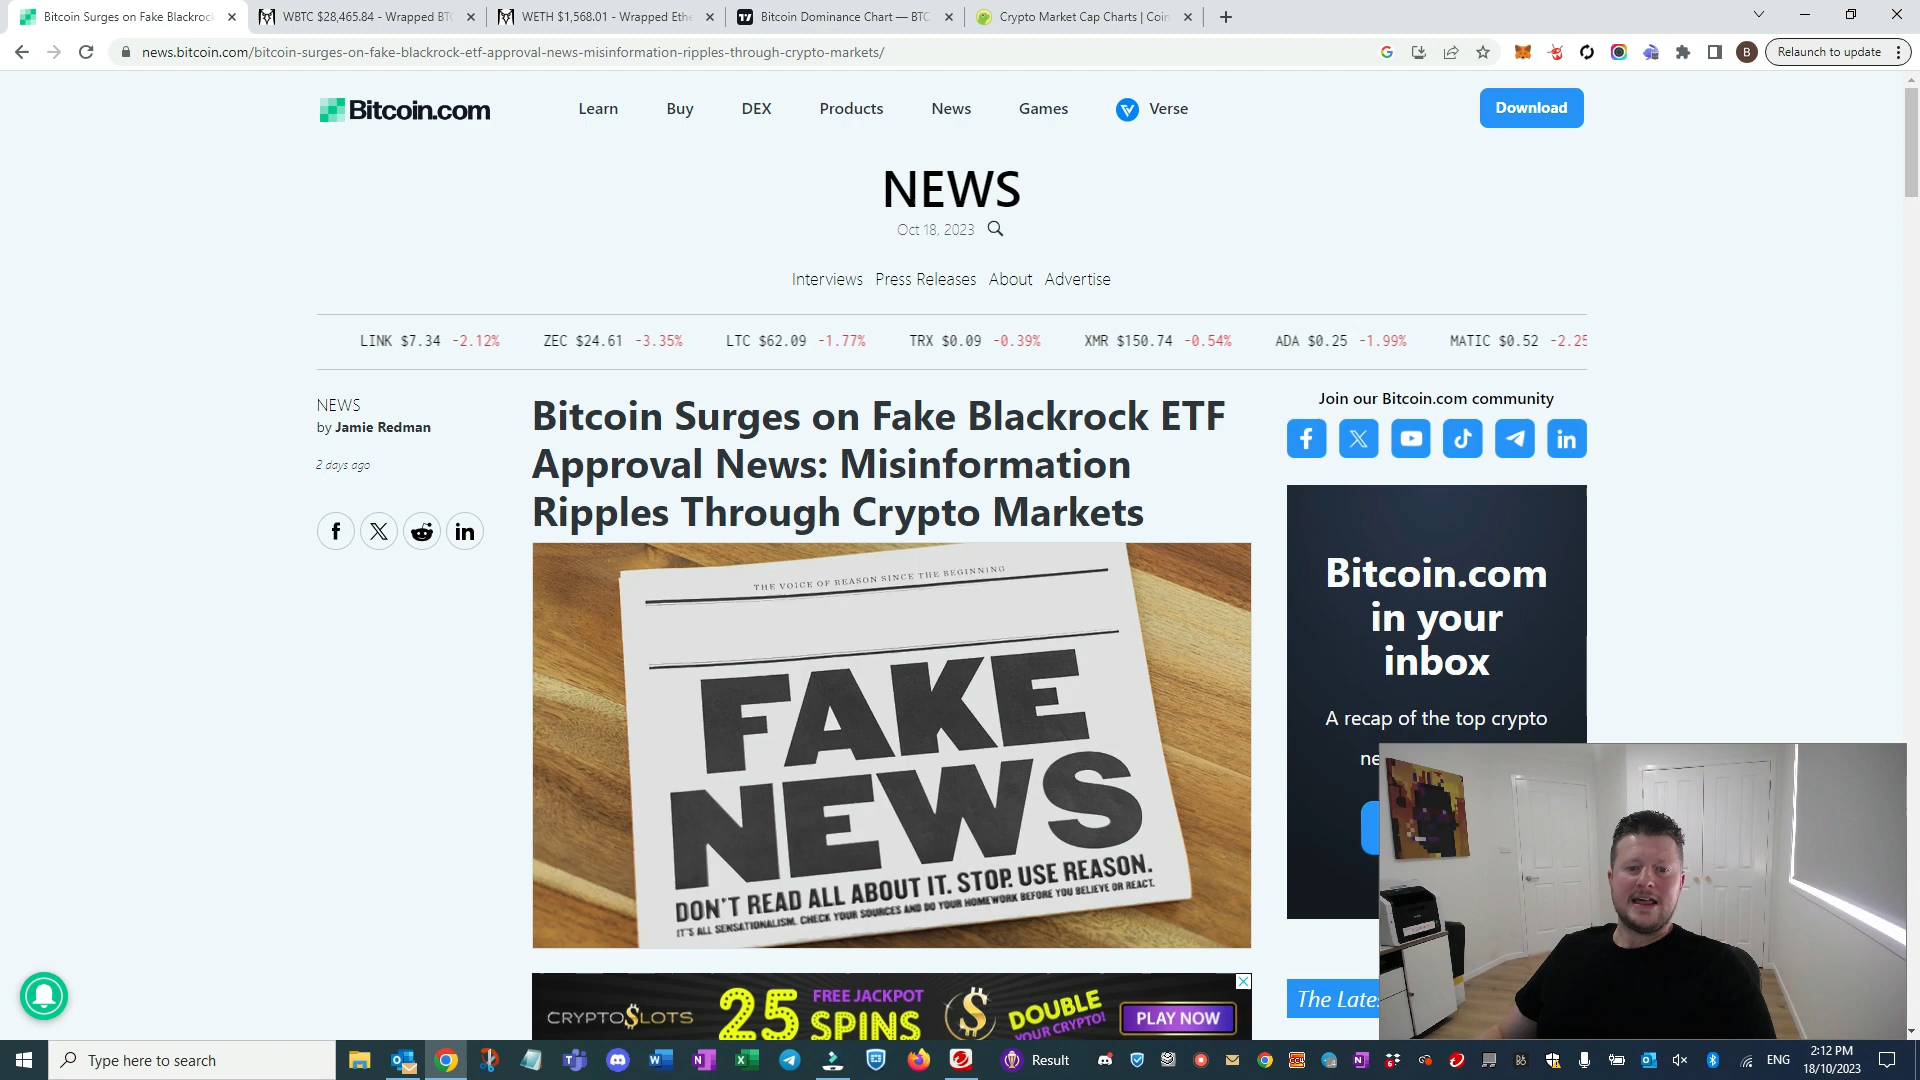 Bitcoin Surges on Fake Blackroc
WBTC $28,465.84 - Wrapped BTC
WETH $1,568.01 - Wrapped Ethe
Bitcoin Dominance Chart — BTC
Crypto Market Cap Charts | Coin
news.bitcoin.com/bitcoin-surges-on-fake-blackrock-etf-approval-news-misinformation-ripples-through-crypto-markets/
B
Relaunch to update
Bitcoin.com
Learn
Buy
DEX
Products
News
Games
Verse
Download
NEWS
Oct 18, 2023
Interviews Press Releases About Advertise
LINK $7.34 -2.12% ZEC $24.61 -3.35% LTC $62.09 -1.77% TRX $0.09 -0.39% XMR $150.74 -0.54% ADA $0.25 -1.99% MATIC $0.52 -2.25
NEWS
by Jamie Redman
2 days ago
Bitcoin Surges on Fake Blackrock ETF
Approval News: Misinformation
Ripples Through Crypto Markets
THE VOICE OF REASON SINCE THE BEGINNING
FAKE
NEWS
DON'T READ ALL ABOUT IT. STOP. USE REASON.
IT'S ALL SENSATIONALISM. CHECK YOUR SOURCES AND DO YOUR HOMEWORK BEFORE YOU BELIEVE OR REACT.
CRYPTO$LOTS
25 FREE JACKPOT
SPINS
DOUBLE
YOUR CRYPTO!
PLAY NOW
Join our Bitcoin.com community
Bitcoin.com
in your
inbox
A recap of the top crypto
ne
The Late
Type here to search
Result
ENG
2:12 PM
18/10/2023